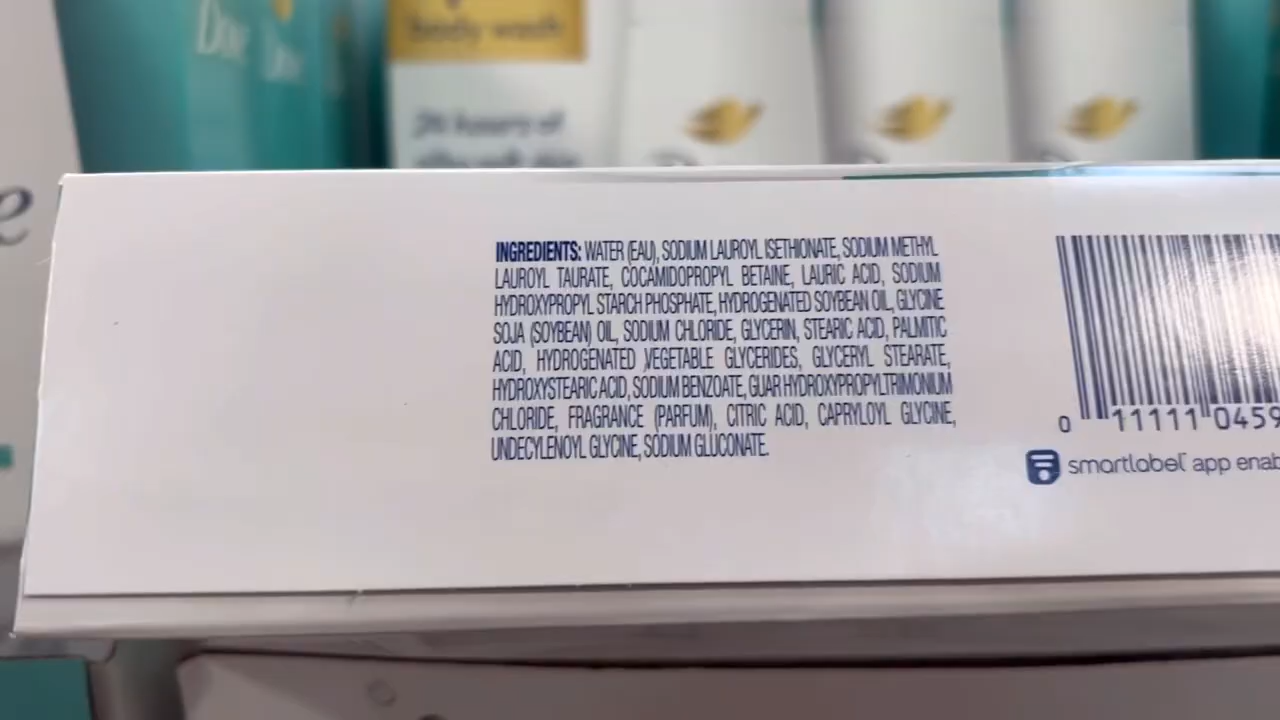 Dove
body wash
24 hours of
e
INGREDIENTS: WATER (EAU), SODIUM LAUROYL ISETHIONATE, SODIUM METHYL
LAUROYL TAURATE, COCAMIDOPROPYL BETAINE, LAURIC ACID, SODIUM
HYDROXYPROPYL STARCH PHOSPHATE, HYDROGENATED SOYBEAN OIL, GLYCINE
SOJA (SOYBEAN) OIL, SODIUM CHLORIDE, GLYCERIN, STEARIC ACID, PALMITIC
ACID, HYDROGENATED VEGETABLE GLYCERIDES, GLYCERYL STEARATE,
HYDROXYSTEARIC ACID, SODIUM BENZOATE, GUAR HYDROXYPROPYLTRIMONIUM
CHLORIDE, FRAGRANCE (PARFUM), CITRIC ACID, CAPRYLOYL GLYCINE,
UNDECYLENOYL GLYCINE, SODIUM GLUCONATE.
0 11111 0459
smartlabel app enab